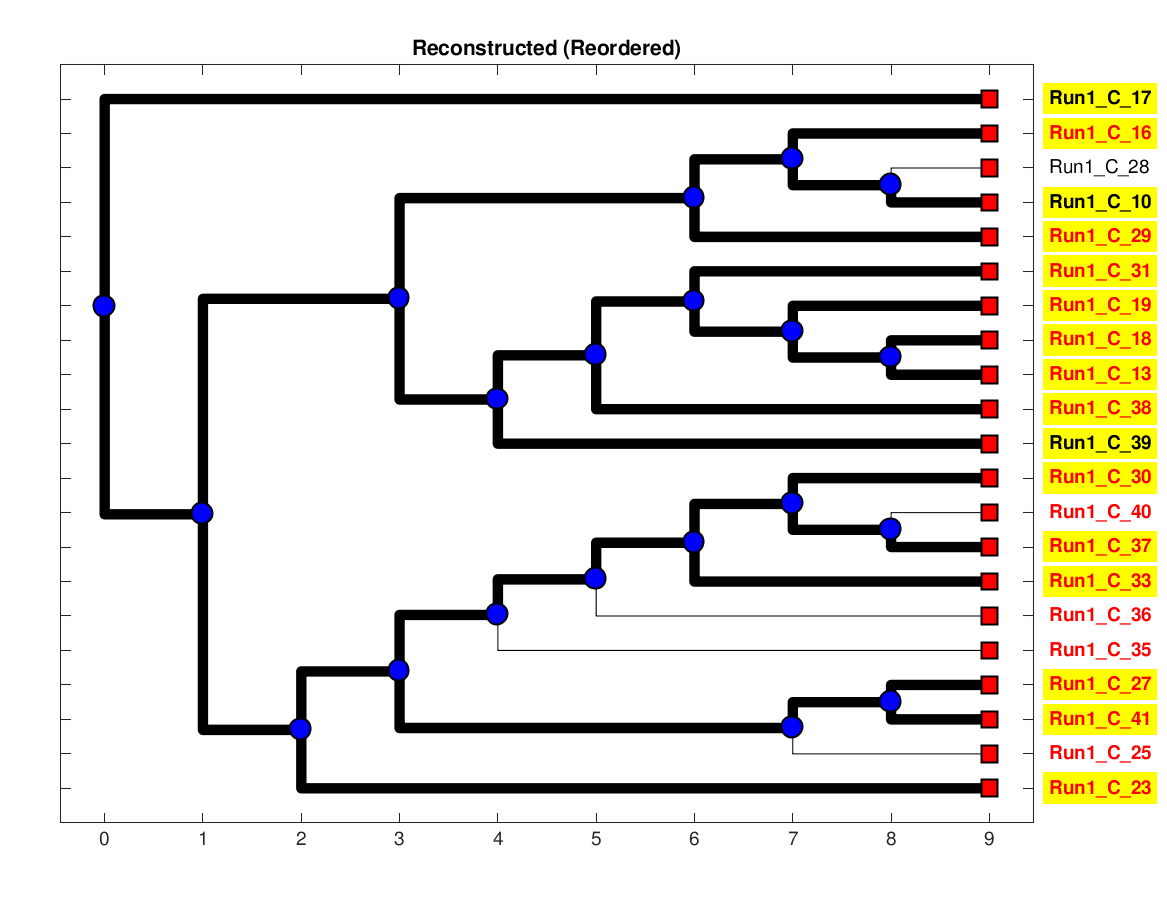 Reconstructed (Reordered)
Run1_C_17
Run1_C_16
Run1_C_28
Run1_C_10
Run1_C_29
Run1_C_31
Run1_C_19
Run1_C_18
Run1_C_13
Run1_C_38
Run1_C_39
Run1_C_30
Run1_C_40
Run1_C_37
Run1_C_33
Run1_C_36
Run1_C_35
Run1_C_27
Run1_C_41
Run1_C_25
Run1_C_23
0 1 2 3 4 5 6 7 8 9